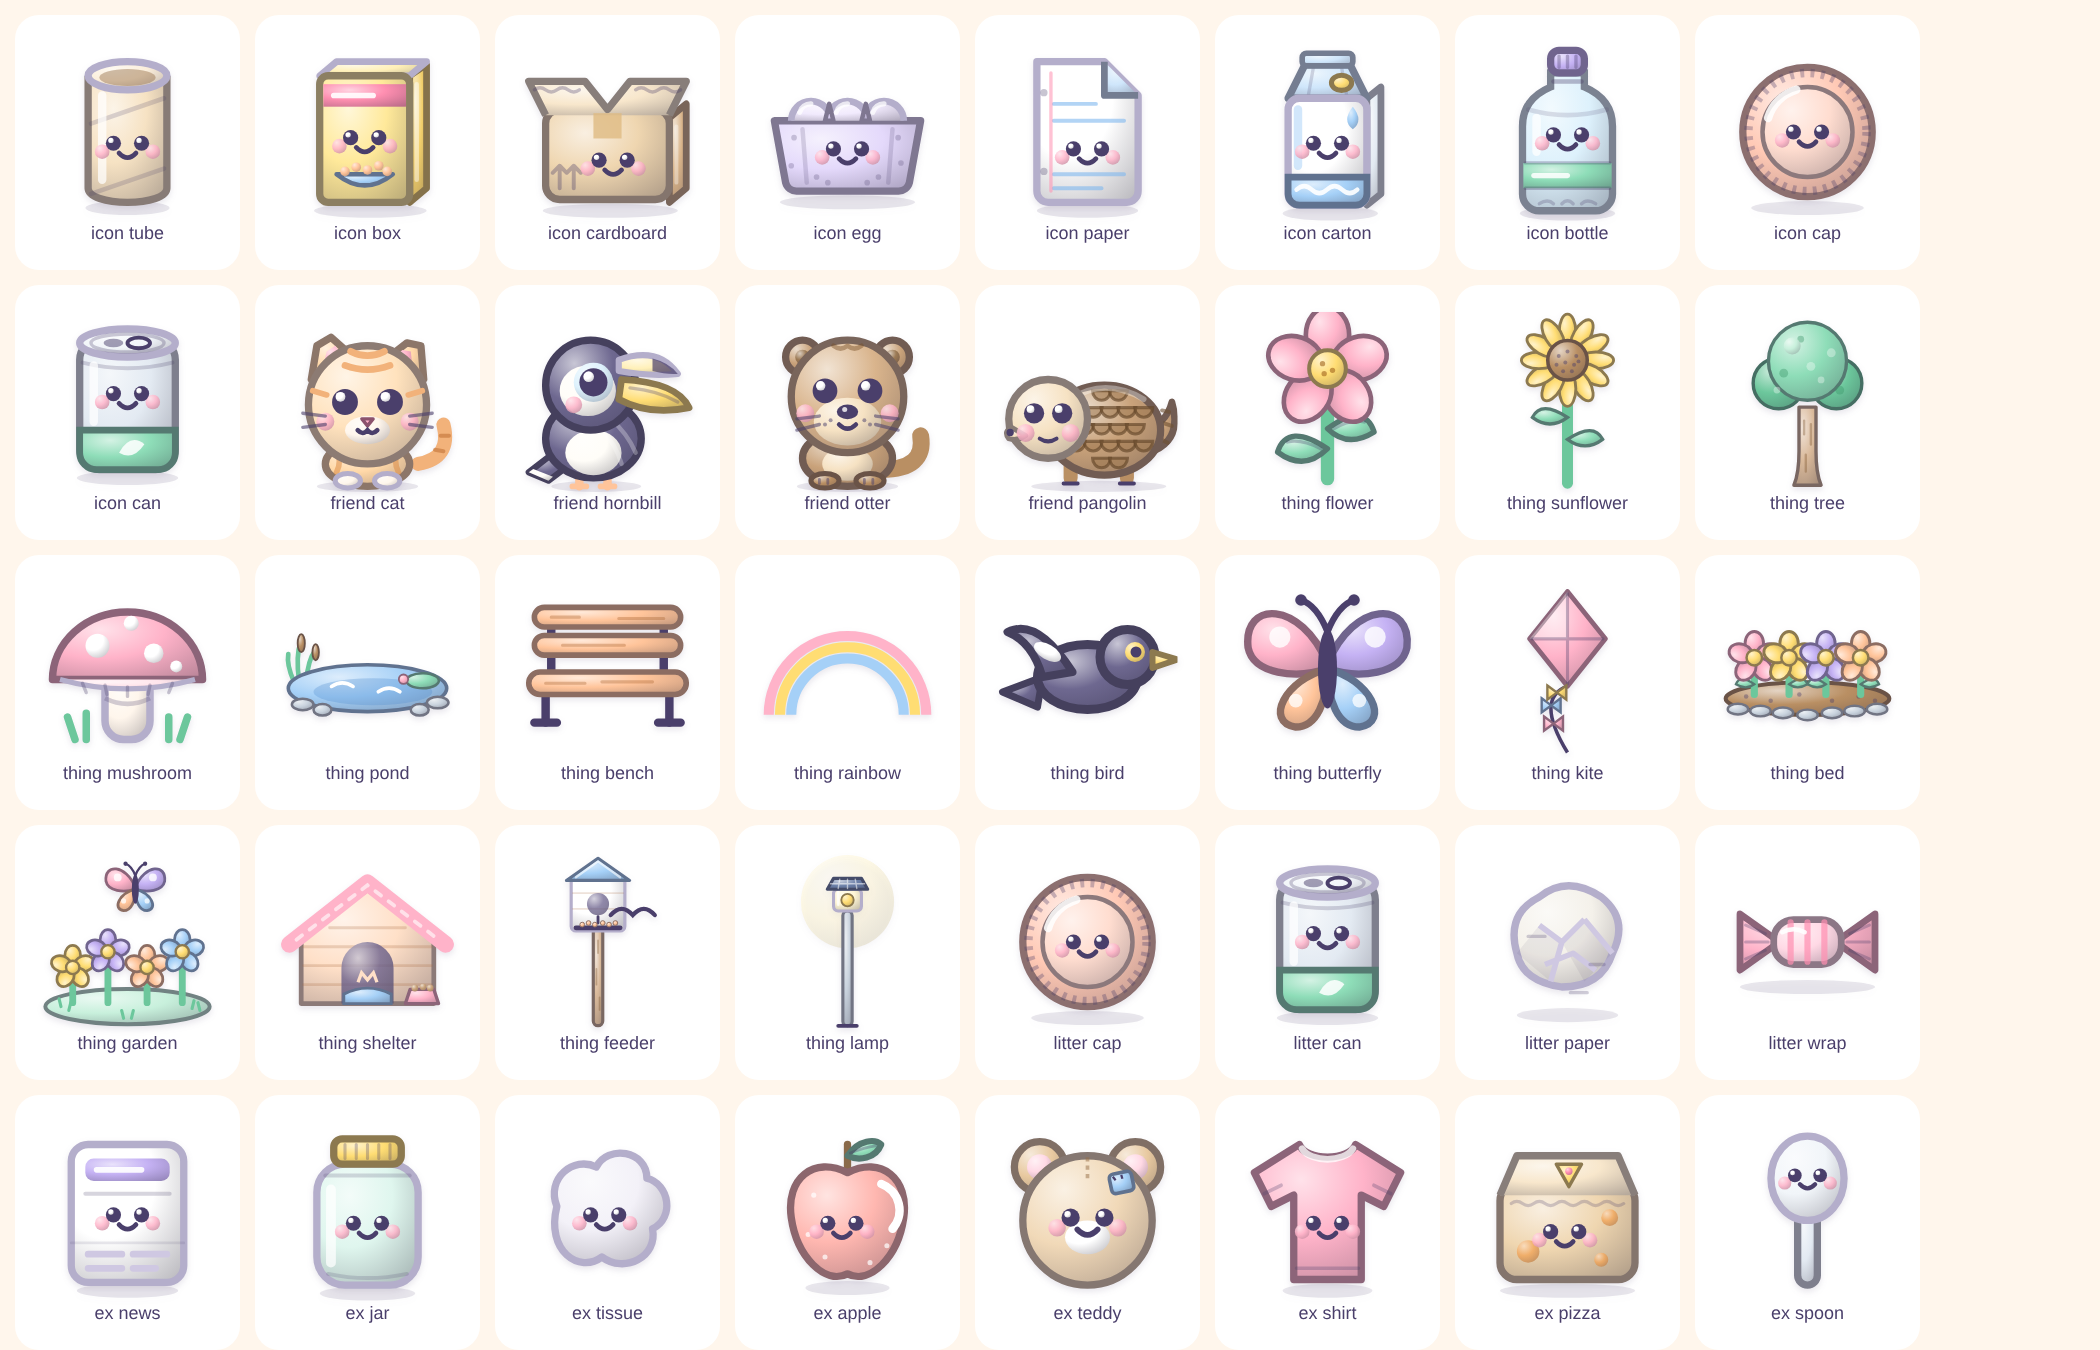 icon tube
icon box
icon cardboard
icon egg
icon paper
icon carton
icon bottle
icon cap
icon can
friend cat
friend hornbill
friend otter
friend pangolin
thing flower
thing sunflower
thing tree
thing mushroom
thing pond
thing bench
thing rainbow
thing bird
thing butterfly
thing kite
thing bed
thing garden
thing shelter
thing feeder
thing lamp
litter cap
litter can
litter paper
litter wrap
ex news
ex jar
ex tissue
ex apple
ex teddy
ex shirt
ex pizza
ex spoon